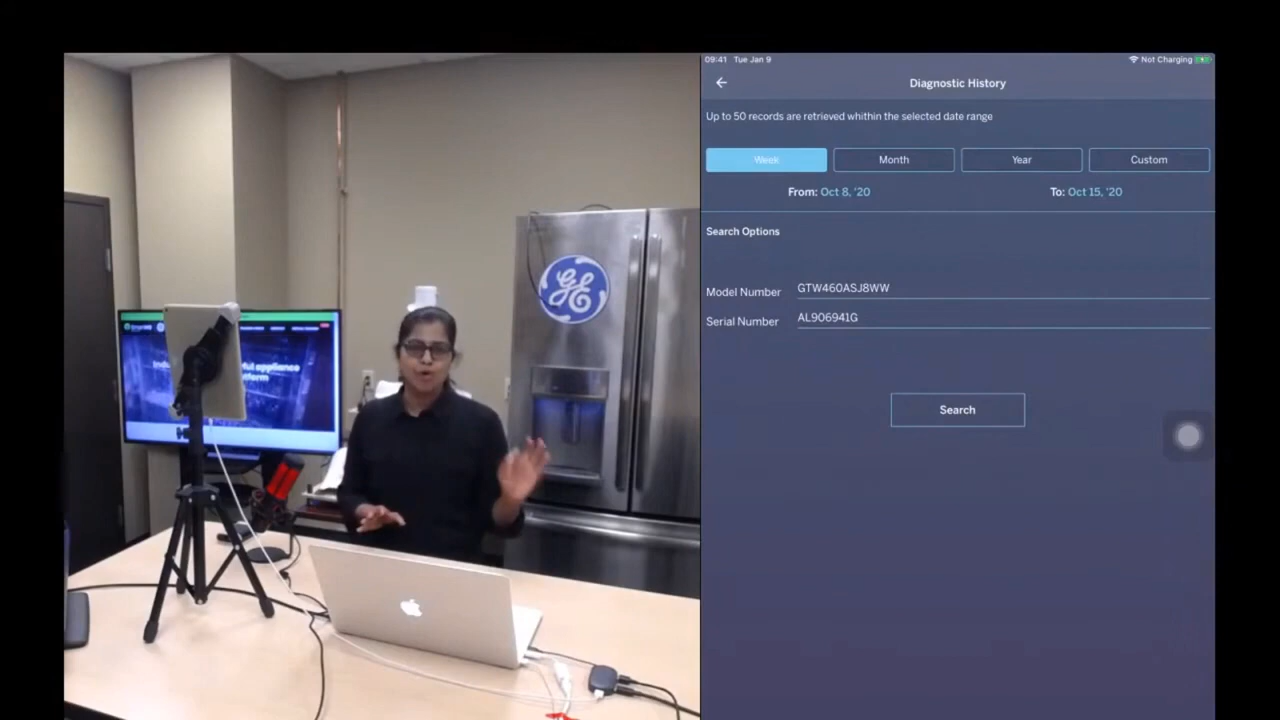 09:41 Tue Jan 9
Not Charging
Diagnostic History
Up to 50 records are retrieved whithin the selected date range
Week
Month
Year
Custom
From: Oct 8, '20
To: Oct 15, '20
Search Options
Model Number GTW460ASJ8WW
Serial Number AL906941G
Search
GE
ful appliance